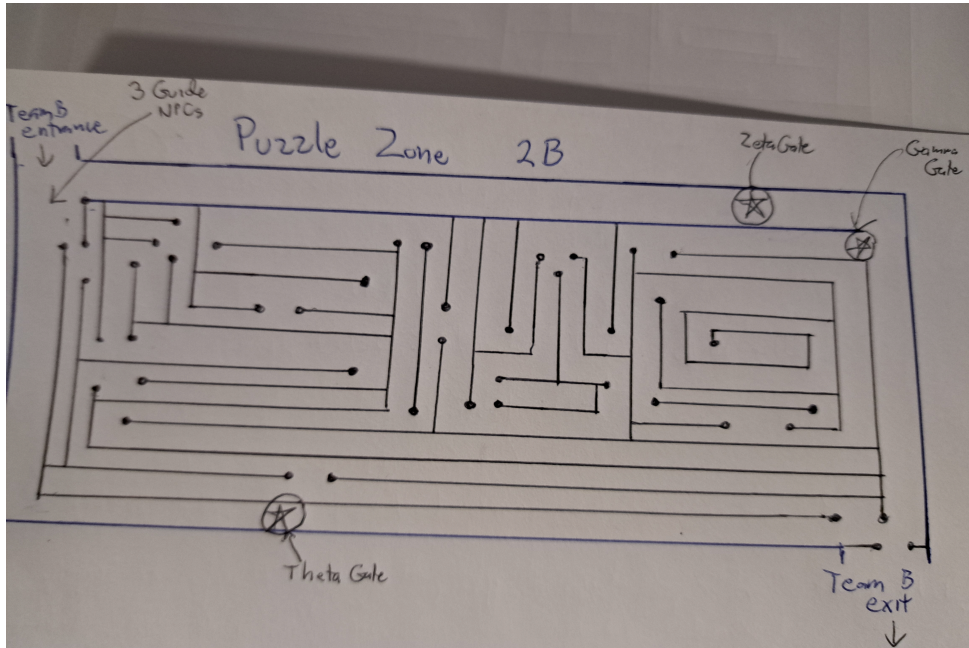 Team B
entrance
3 Guide
NPCs
Puzzle Zone 2B
Zeta Gate
Gamma
Gate
Theta Gate
Team B
exit